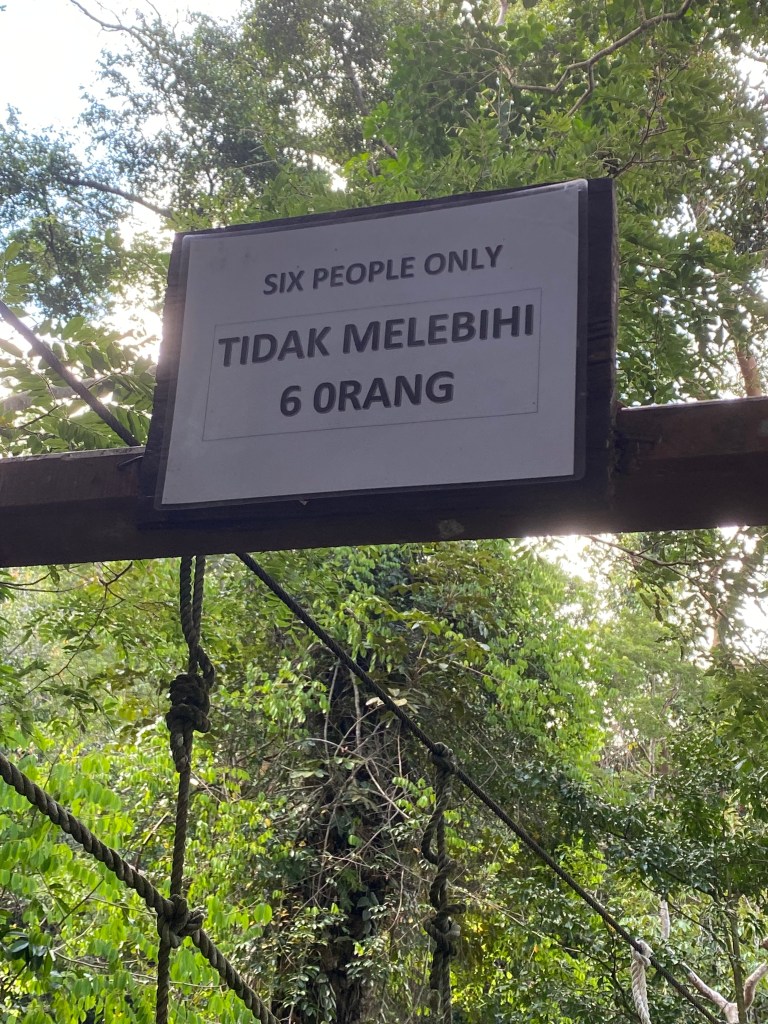 SIX PEOPLE ONLY
TIDAK MELEBIHI
6 0RANG